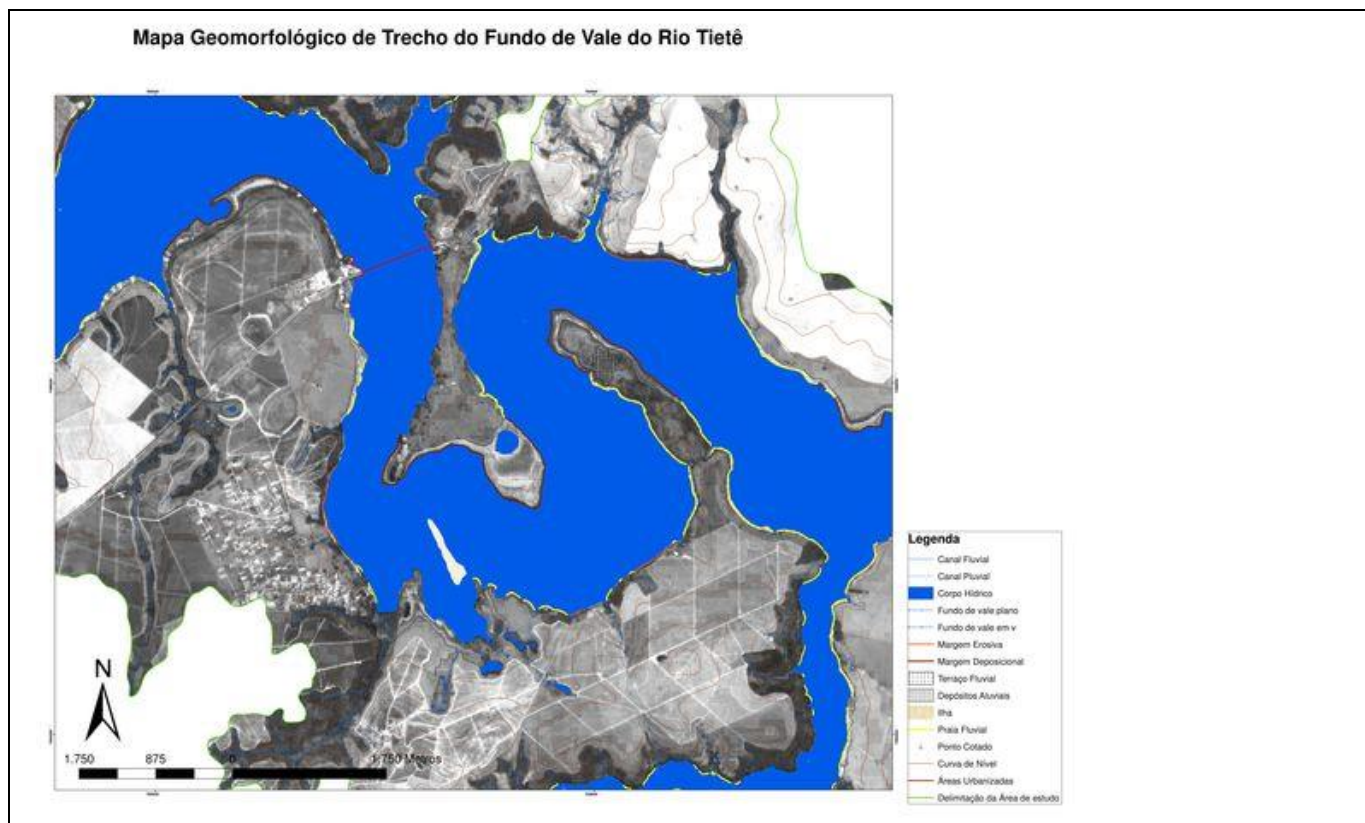 Mapa Geomorfológico de Trecho do Fundo de Vale do Rio Tietê
N
1.750 875 0 1.750 Metros
Legenda
Canal Fluvial
Canal Pluvial
Corpo Hídrico
Fundo de vale plano
Fundo de vale em v
Margem Erosiva
Margem Deposicional
Terraço Fluvial
Depósitos Aluviais
Ilha
Praia Fluvial
Ponto Cotado
Curva de Nível
Áreas Urbanizadas
Delimitação da Área de estudo